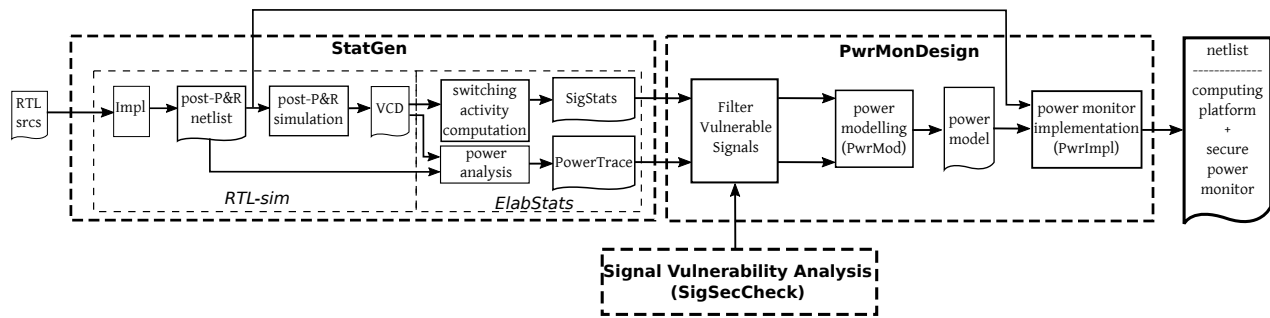 StatGen
PwrMonDesign
RTL
srcs
Impl
post-P&R
netlist
post-P&R
simulation
VCD
switching
activity
computation
SigStats
power
analysis
PowerTrace
RTL-sim
ElabStats
Filter
Vulnerable
Signals
power
modelling
(PwrMod)
power
model
power monitor
implementation
(PwrImpl)
netlist
----------------
computing
platform
+
secure
power
monitor
Signal Vulnerability Analysis
(SigSecCheck)